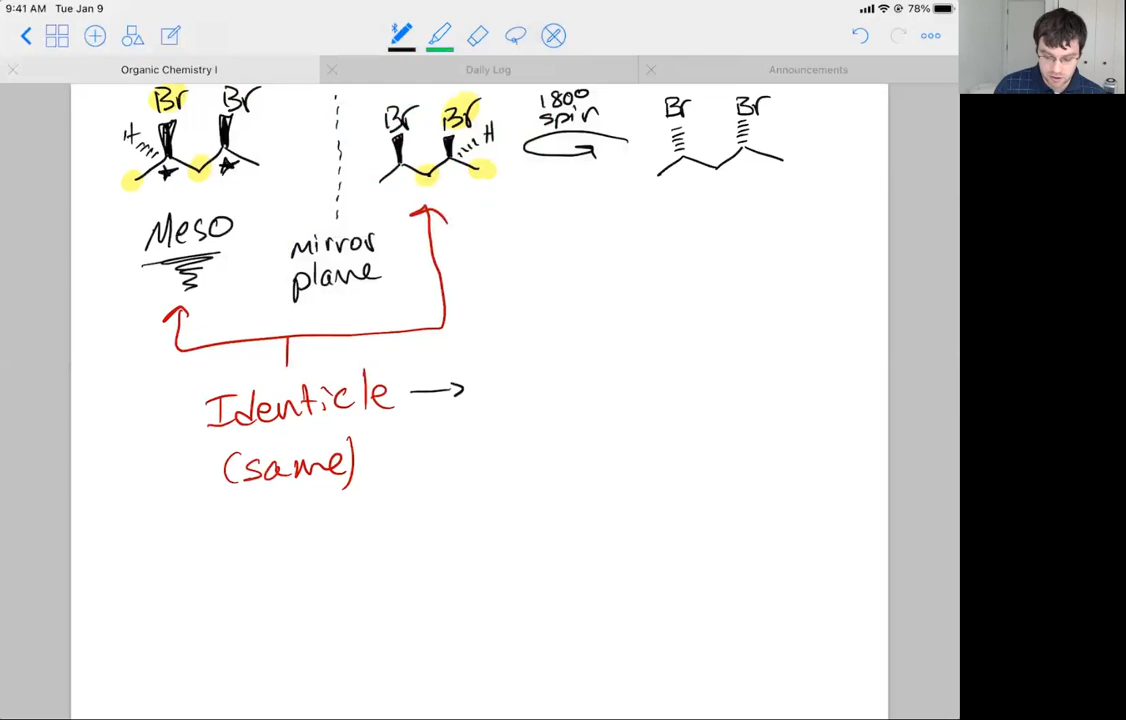 9:41 AM Tue Jan 9
78%
Organic Chemistry I
Daily Log
Announcements
Br Br
H
Br Br
H
180°
spin
Br Br
Meso
mirror
plane
Identicle →
(same)